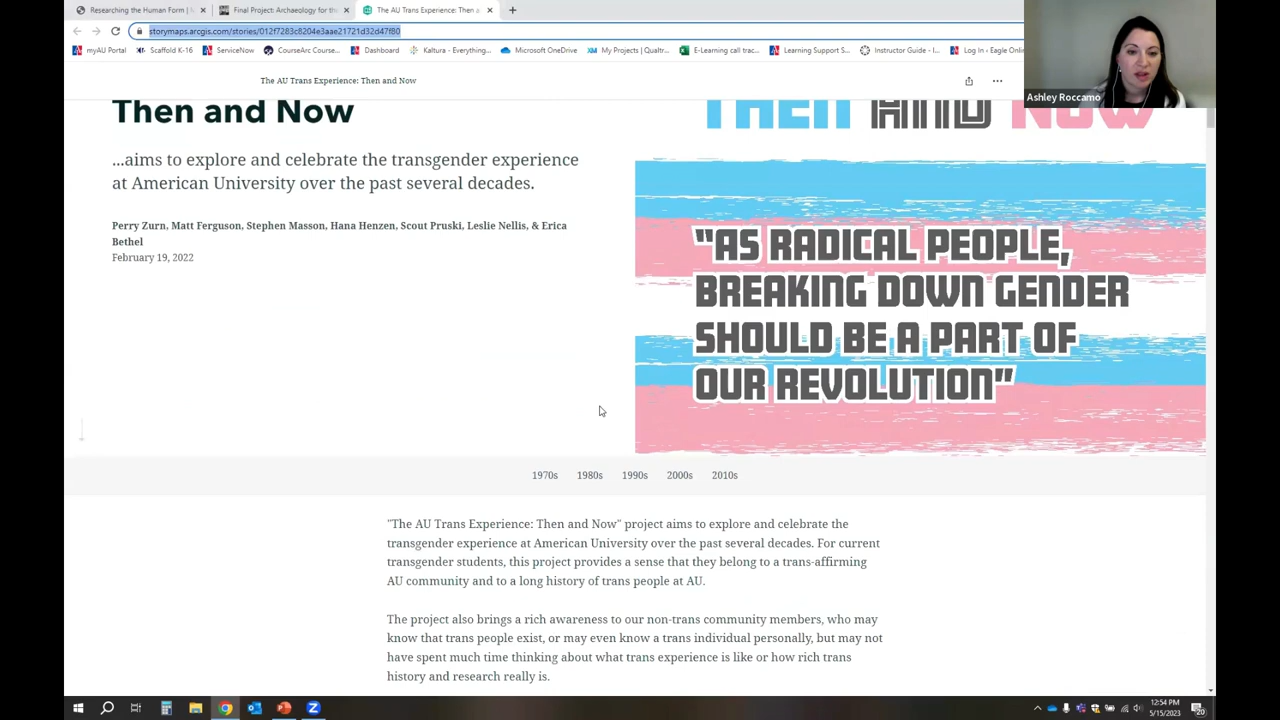 Researching the Human Form |
Final Project: Archaeology for the
The AU Trans Experience: Then a
storymaps.arcgis.com/stories/012f7283c8204e3aae21721d32d47f80
myAU Portal
Scaffold K-16
ServiceNow
CourseArc Course...
Dashboard
Kaltura - Everything...
Microsoft OneDrive
My Projects | Qualtr...
E-Learning call trac...
Learning Support S...
Instructor Guide - I...
Log In ‹ Eagle Onli
Ashley Roccamo
The AU Trans Experience: Then and Now
Then and Now
THEN AND NOW
...aims to explore and celebrate the transgender experience
at American University over the past several decades.
Perry Zurn, Matt Ferguson, Stephen Masson, Hana Henzen, Scout Pruski, Leslie Nellis, & Erica
Bethel
February 19, 2022
"AS RADICAL PEOPLE,
BREAKING DOWN GENDER
SHOULD BE A PART OF
OUR REVOLUTION"
1970s 1980s 1990s 2000s 2010s
"The AU Trans Experience: Then and Now" project aims to explore and celebrate the
transgender experience at American University over the past several decades. For current
transgender students, this project provides a sense that they belong to a trans-affirming
AU community and to a long history of trans people at AU.
The project also brings a rich awareness to our non-trans community members, who may
know that trans people exist, or may even know a trans individual personally, but may not
have spent much time thinking about what trans experience is like or how rich trans
history and research really is.
12:54 PM
5/15/2023
20